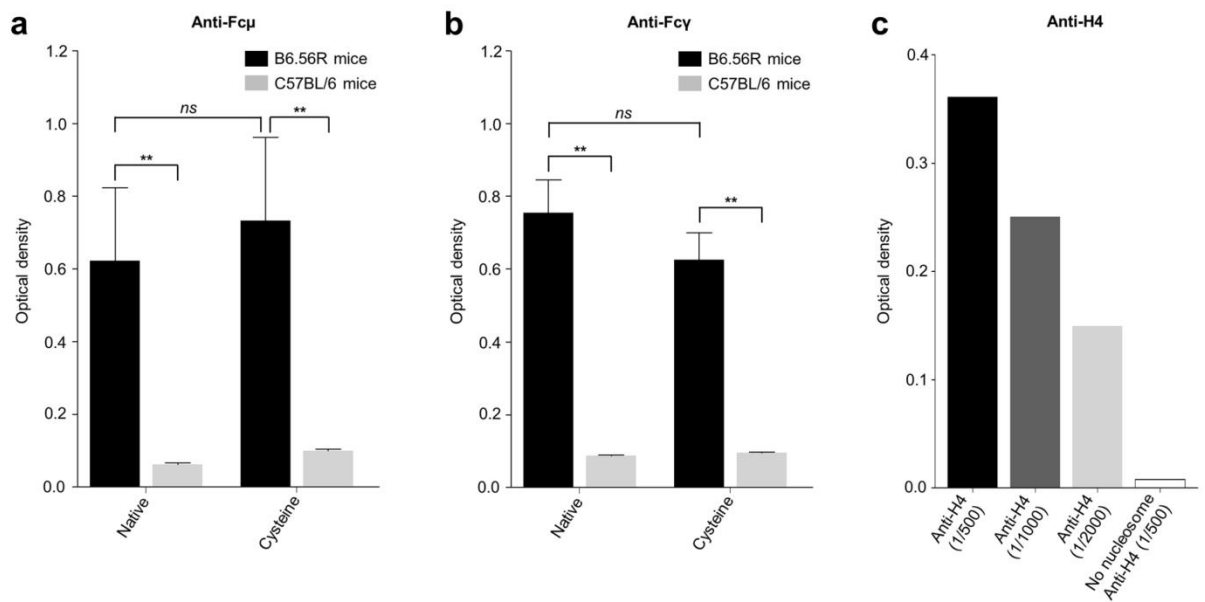 a
Anti-Fcμ
1.2
1.0
0.8
0.6
0.4
0.2
0.0
Optical density
B6.56R mice
C57BL/6 mice
ns
**
**
Native
Cysteine
b
Anti-Fcγ
1.2
1.0
0.8
0.6
0.4
0.2
0.0
Optical density
B6.56R mice
C57BL/6 mice
ns
**
**
Native
Cysteine
c
Anti-H4
0.4
0.3
0.2
0.1
0.0
Optical density
Anti-H4
(1/500)
Anti-H4
(1/1000)
Anti-H4
(1/2000)
No nucleosome
Anti-H4 (1/500)